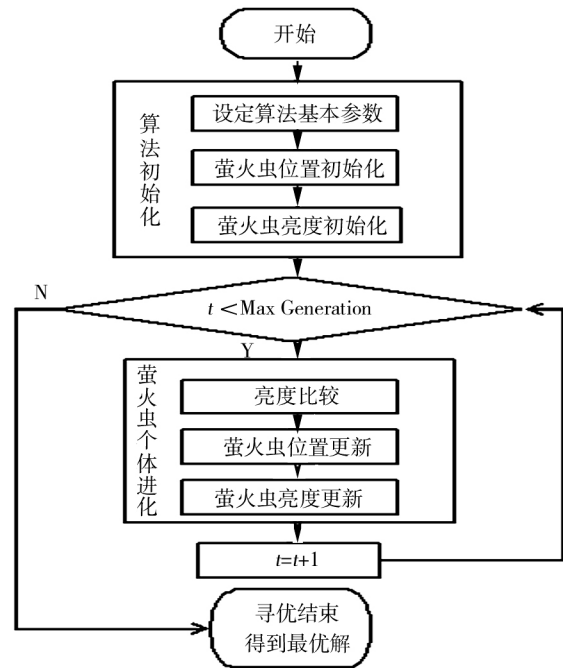 开始
算法初始化
设定算法基本参数
萤火虫位置初始化
萤火虫亮度初始化
N
t <Max Generation
Y
萤火虫个体进化
亮度比较
萤火虫位置更新
萤火虫亮度更新
t=t+1
寻优结束
得到最优解